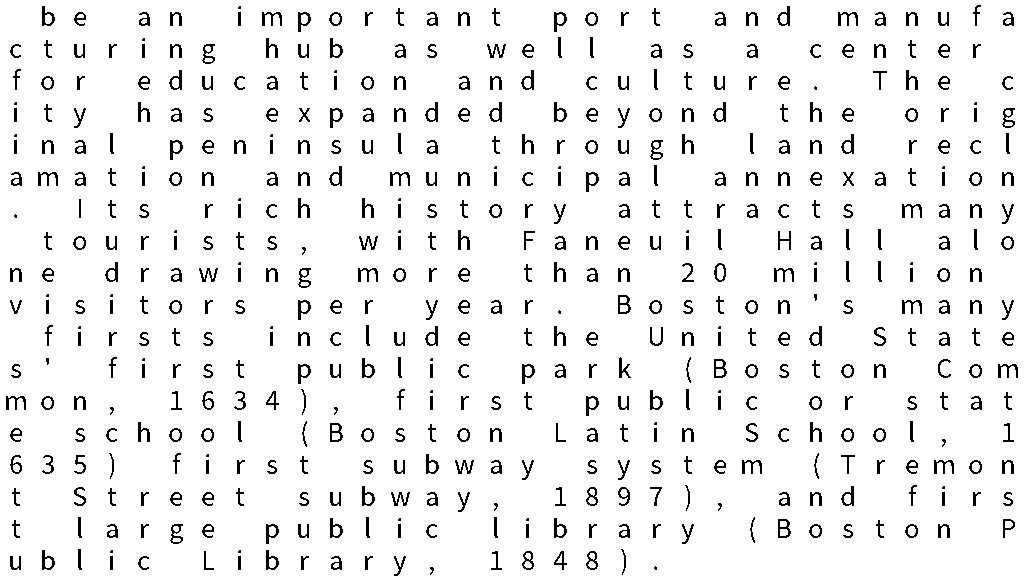 be an important port and manufa
cturing hub as well as a center
for education and culture. The c
ity has expanded beyond the orig
inal peninsula through land recl
amation and municipal annexation
. Its rich history attracts many
tourists, with Faneuil Hall alo
ne drawing more than 20 million
visitors per year. Boston's many
firsts include the United State
s' first public park (Boston Com
mon, 1634), first public or stat
e school (Boston Latin School, 1
635) first subway system (Tremon
t Street subway, 1897), and firs
t large public library (Boston P
ublic Library, 1848).